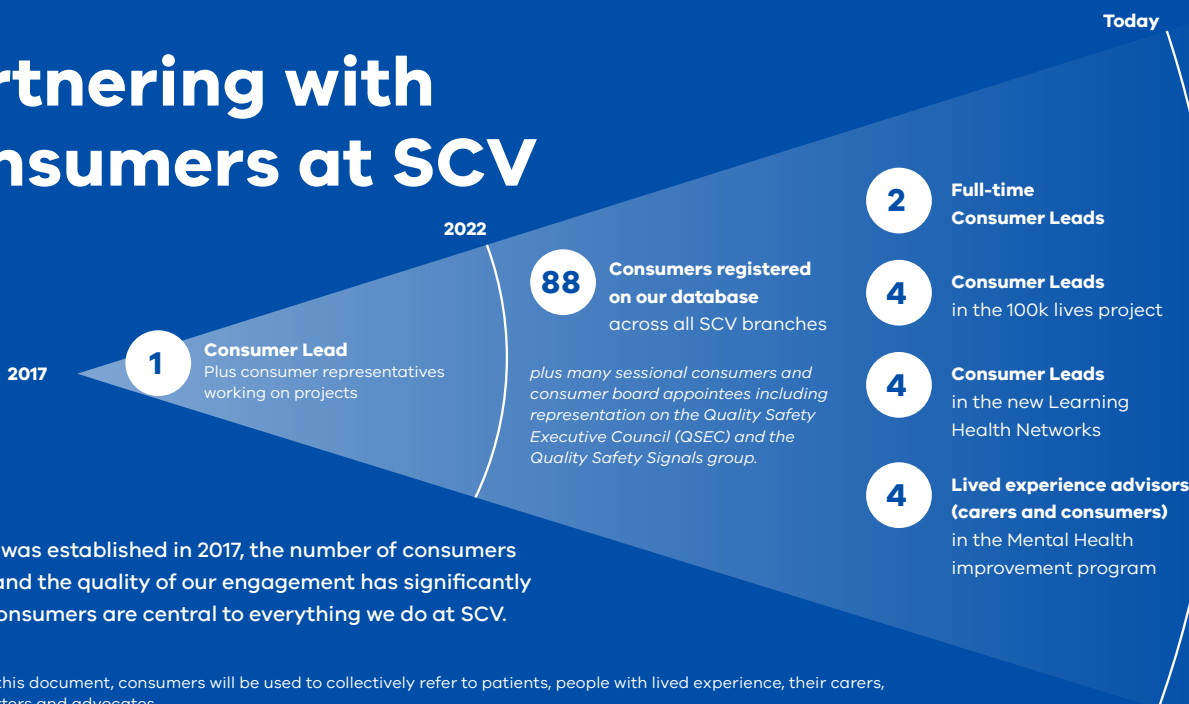 Today
rtnering with
nsumers at SCV
2022
2017
1
Consumer Lead
Plus consumer representatives
working on projects
88
Consumers registered
on our database
across all SCV branches
plus many sessional consumers and
consumer board appointees including
representation on the Quality Safety
Executive Council (QSEC) and the
Quality Safety Signals group.
2
Full-time
Consumer Leads
4
Consumer Leads
in the 100k lives project
4
Consumer Leads
in the new Learning
Health Networks
4
Lived experience advisors
(carers and consumers)
in the Mental Health
improvement program
was established in 2017, the number of consumers
and the quality of our engagement has significantly
onsumers are central to everything we do at SCV.
this document, consumers will be used to collectively refer to patients, people with lived experience, their carers,
and advocates